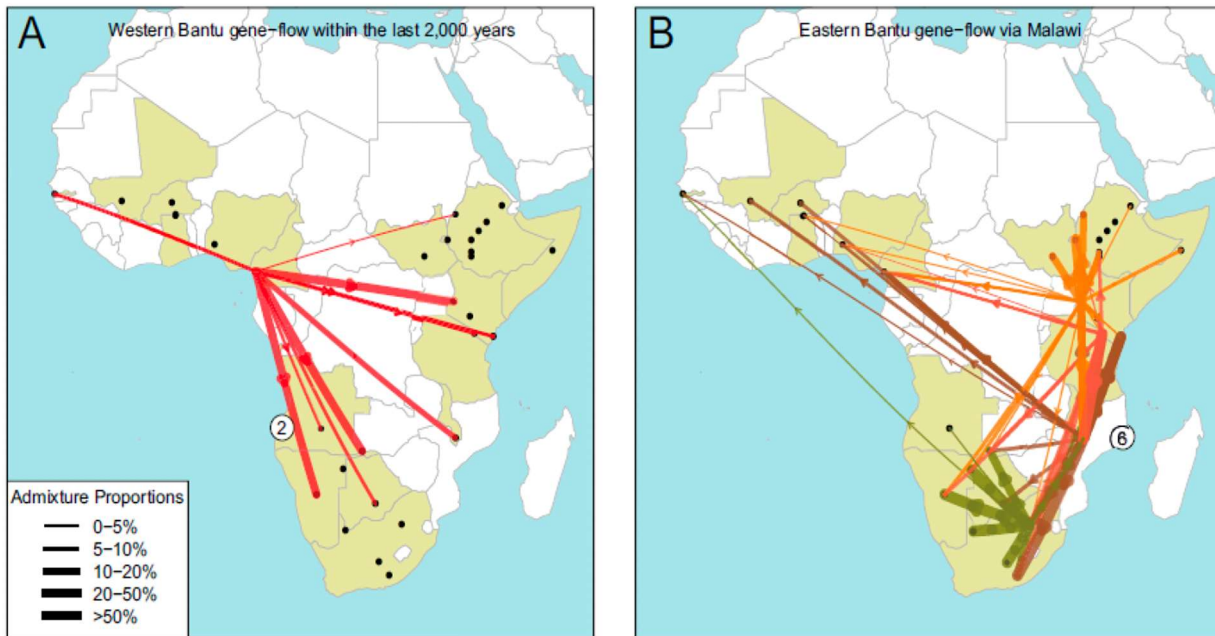 A
Western Bantu gene−flow within the last 2,000 years
2
Admixture Proportions
0−5%
5−10%
10−20%
20−50%
>50%
B
Eastern Bantu gene−flow via Malawi
6